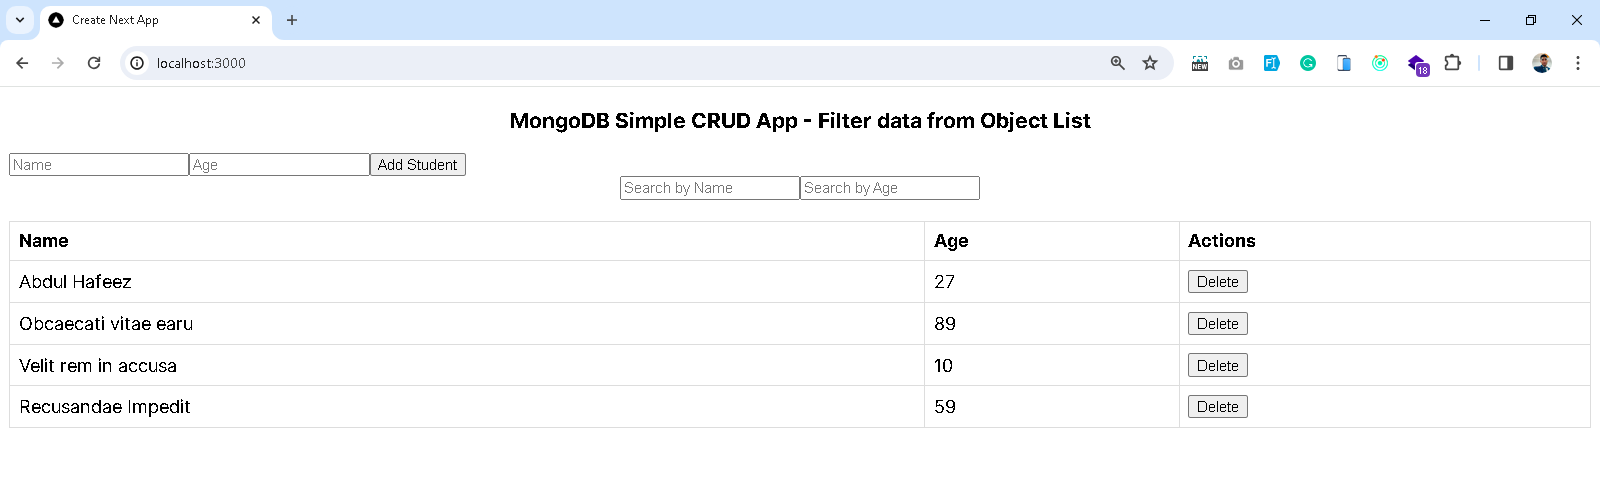 Create Next App
localhost:3000
NEW
18
MongoDB Simple CRUD App - Filter data from Object List
Name Age Add Student
Search by Name Search by Age
Name Age Actions
Abdul Hafeez 27 Delete
Obcaecati vitae earu 89 Delete
Velit rem in accusa 10 Delete
Recusandae Impedit 59 Delete